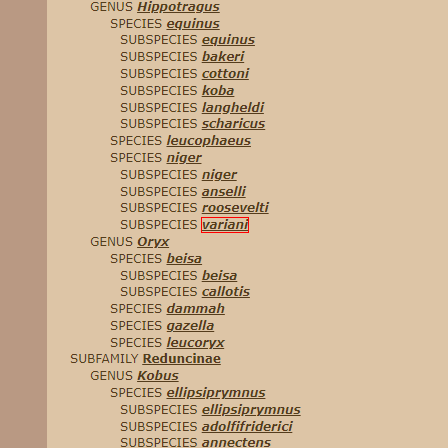 GENUS Hippotragus
SPECIES equinus
SUBSPECIES equinus
SUBSPECIES bakeri
SUBSPECIES cottoni
SUBSPECIES koba
SUBSPECIES langheldi
SUBSPECIES scharicus
SPECIES leucophaeus
SPECIES niger
SUBSPECIES niger
SUBSPECIES anselli
SUBSPECIES roosevelti
SUBSPECIES variani
GENUS Oryx
SPECIES beisa
SUBSPECIES beisa
SUBSPECIES callotis
SPECIES dammah
SPECIES gazella
SPECIES leucoryx
SUBFAMILY Reduncinae
GENUS Kobus
SPECIES ellipsiprymnus
SUBSPECIES ellipsiprymnus
SUBSPECIES adolfifriderici
SUBSPECIES annectens